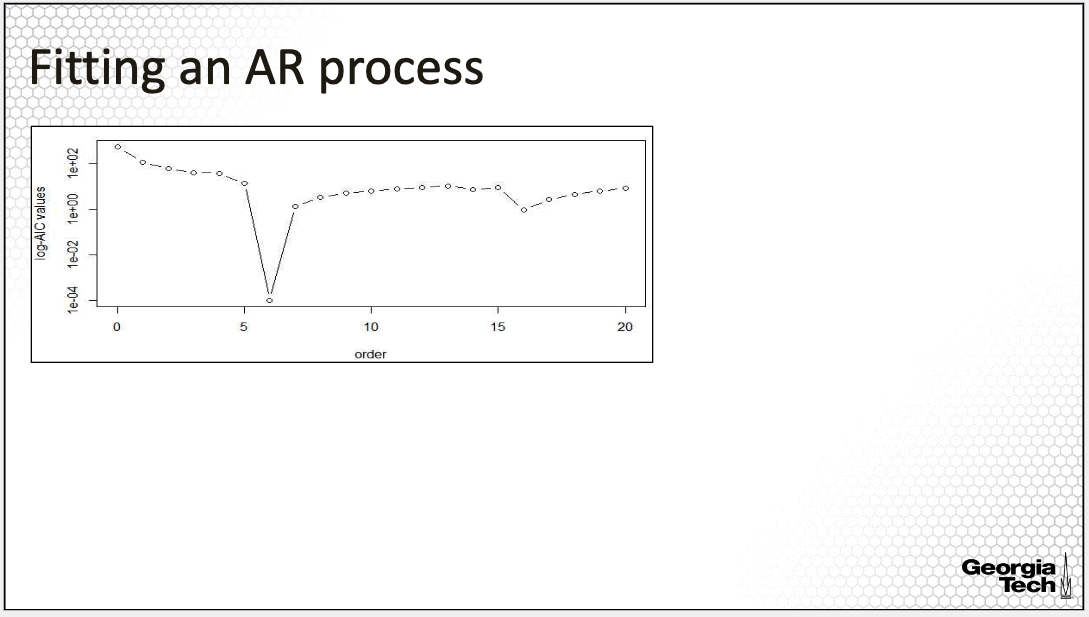 Fitting an AR process
log-AIC values
1e+02
1e+00
1e-02
1e-04
0 5 10 15 20
order
Georgia
Tech